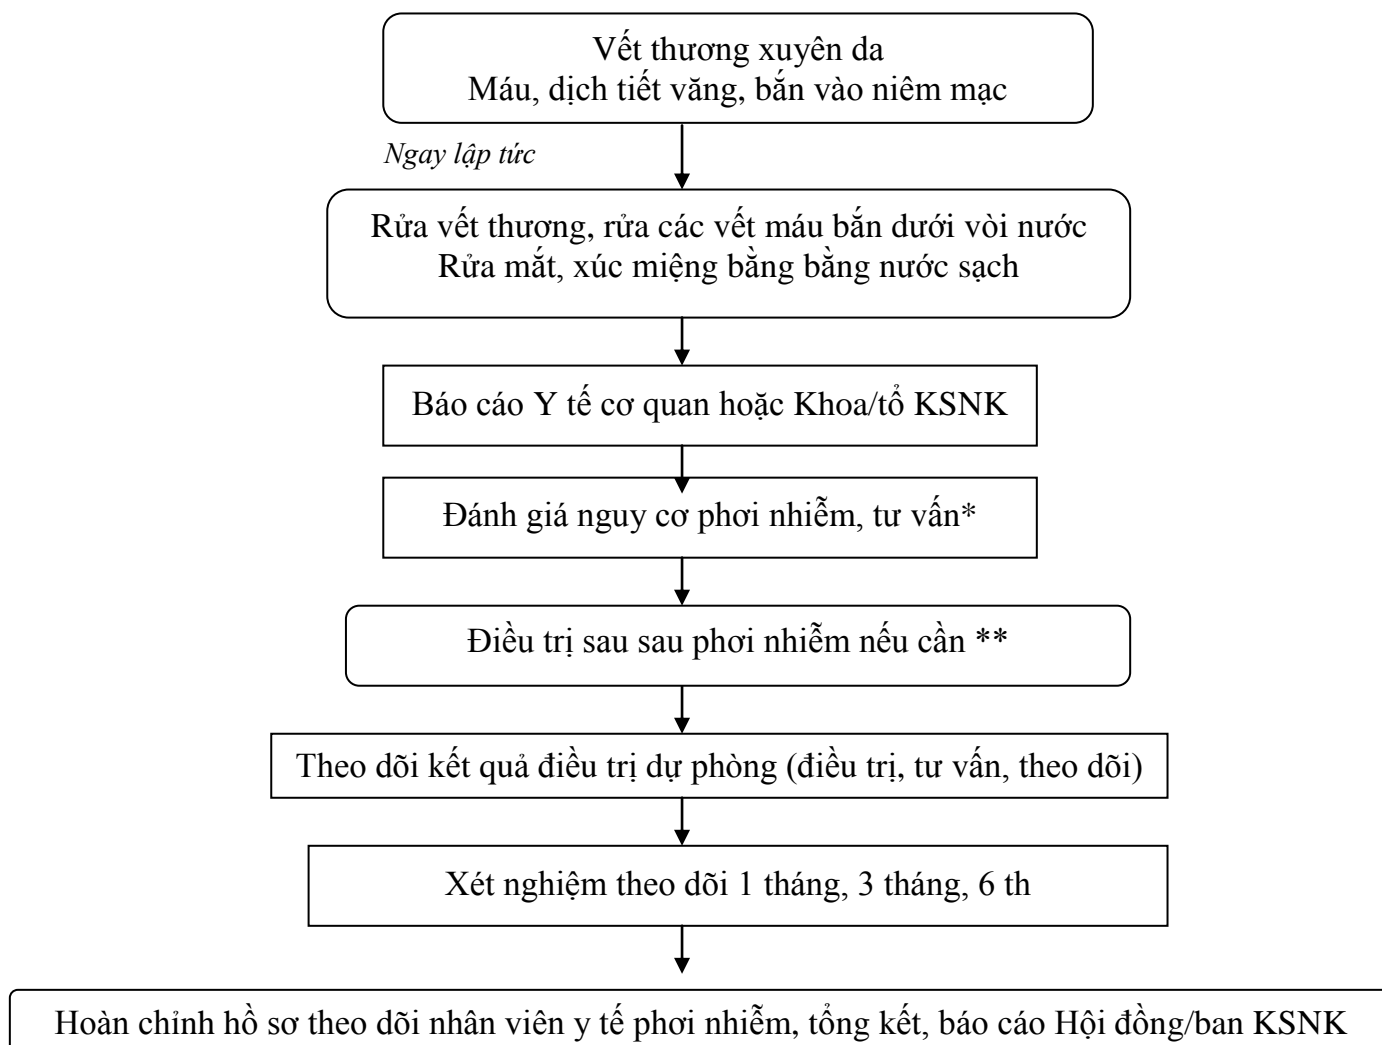 Vết thương xuyên da
Máu, dịch tiết văng, bắn vào niêm mạc
Ngay lập tức
Rửa vết thương, rửa các vết máu bắn dưới vòi nước
Rửa mắt, xúc miệng bằng bằng nước sạch
Báo cáo Y tế cơ quan hoặc Khoa/tổ KSNK
Đánh giá nguy cơ phơi nhiễm, tư vấn*
Điều trị sau sau phơi nhiễm nếu cần **
Theo dõi kết quả điều trị dự phòng (điều trị, tư vấn, theo dõi)
Xét nghiệm theo dõi 1 tháng, 3 tháng, 6 th
Hoàn chỉnh hồ sơ theo dõi nhân viên y tế phơi nhiễm, tổng kết, báo cáo Hội đồng/ban KSNK